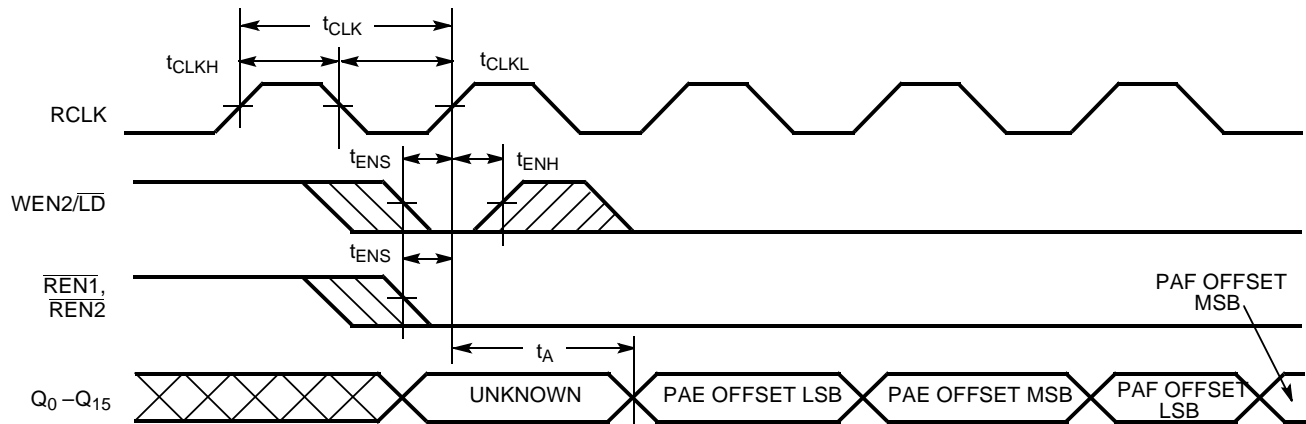 tCLK
tCLKH
tCLKL
RCLK
tENS
tENH
WEN2/LD
tENS
REN1,
REN2
PAF OFFSET
MSB
tA
Q0 –Q15
UNKNOWN
PAE OFFSET LSB
PAE OFFSET MSB
PAF OFFSET
LSB